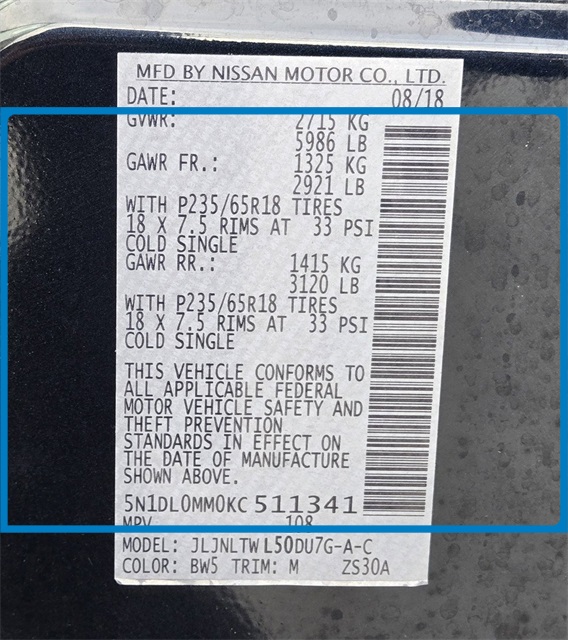 MFD BY NISSAN MOTOR CO., LTD.
DATE: 08/18
GVWR: 2715 KG
5986 LB
GAWR FR.: 1325 KG
2921 LB
WITH P235/65R18 TIRES
18 X 7.5 RIMS AT 33 PSI
COLD SINGLE
GAWR RR.: 1415 KG
3120 LB
WITH P235/65R18 TIRES
18 X 7.5 RIMS AT 33 PSI
COLD SINGLE
THIS VEHICLE CONFORMS TO
ALL APPLICABLE FEDERAL
MOTOR VEHICLE SAFETY AND
THEFT PREVENTION
STANDARDS IN EFFECT ON
THE DATE OF MANUFACTURE
SHOWN ABOVE.
5N1DL0MM0KC 511341
MPV 108
MODEL: JLJNLTW L50DU7G-A-C
COLOR: BW5 TRIM: M ZS30A